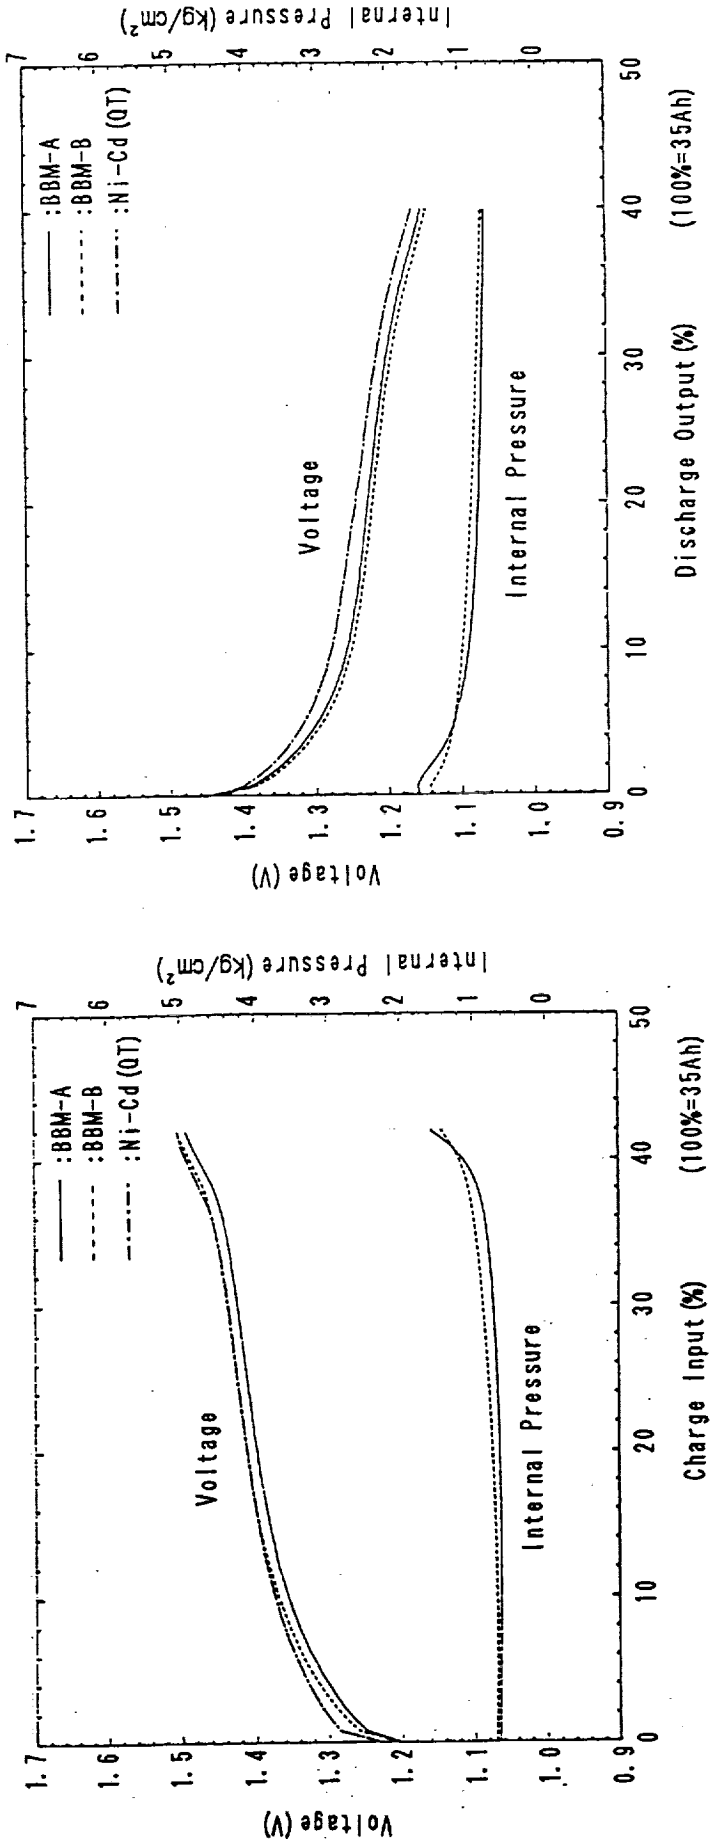 :BBM-A
:BBM-B
:Ni-Cd (QT)
Voltage (V)
1.7
1.6
1.5
1.4
1.3
1.2
1.1
1.0
0.9
Internal Pressure (kg/cm²)
7
6
5
4
3
2
1
0
Voltage
Internal Pressure
0
10
20
30
40
50
Charge Input (%)
(100%=35Ah)
:BBM-A
:BBM-B
:Ni-Cd (QT)
Voltage (V)
1.7
1.6
1.5
1.4
1.3
1.2
1.1
1.0
0.9
Internal Pressure (kg/cm²)
7
6
5
4
3
2
1
0
Voltage
Internal Pressure
0
10
20
30
40
50
Discharge Output (%)
(100%=35Ah)